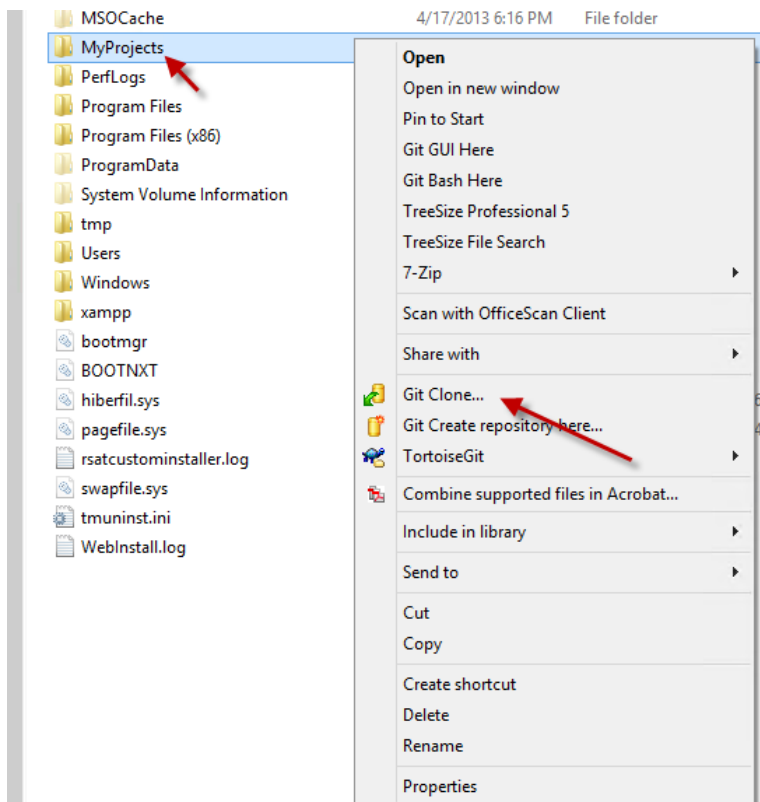 MSOCache 4/17/2013 6:16 PM File folder
MyProjects
PerfLogs
Program Files
Program Files (x86)
ProgramData
System Volume Information
tmp
Users
Windows
xampp
bootmgr
BOOTNXT
hiberfil.sys
pagefile.sys
rsatcustominstaller.log
swapfile.sys
tmuninst.ini
WebInstall.log
Open
Open in new window
Pin to Start
Git GUI Here
Git Bash Here
TreeSize Professional 5
TreeSize File Search
7-Zip
Scan with OfficeScan Client
Share with
Git Clone...
Git Create repository here...
TortoiseGit
Combine supported files in Acrobat...
Include in library
Send to
Cut
Copy
Create shortcut
Delete
Rename
Properties